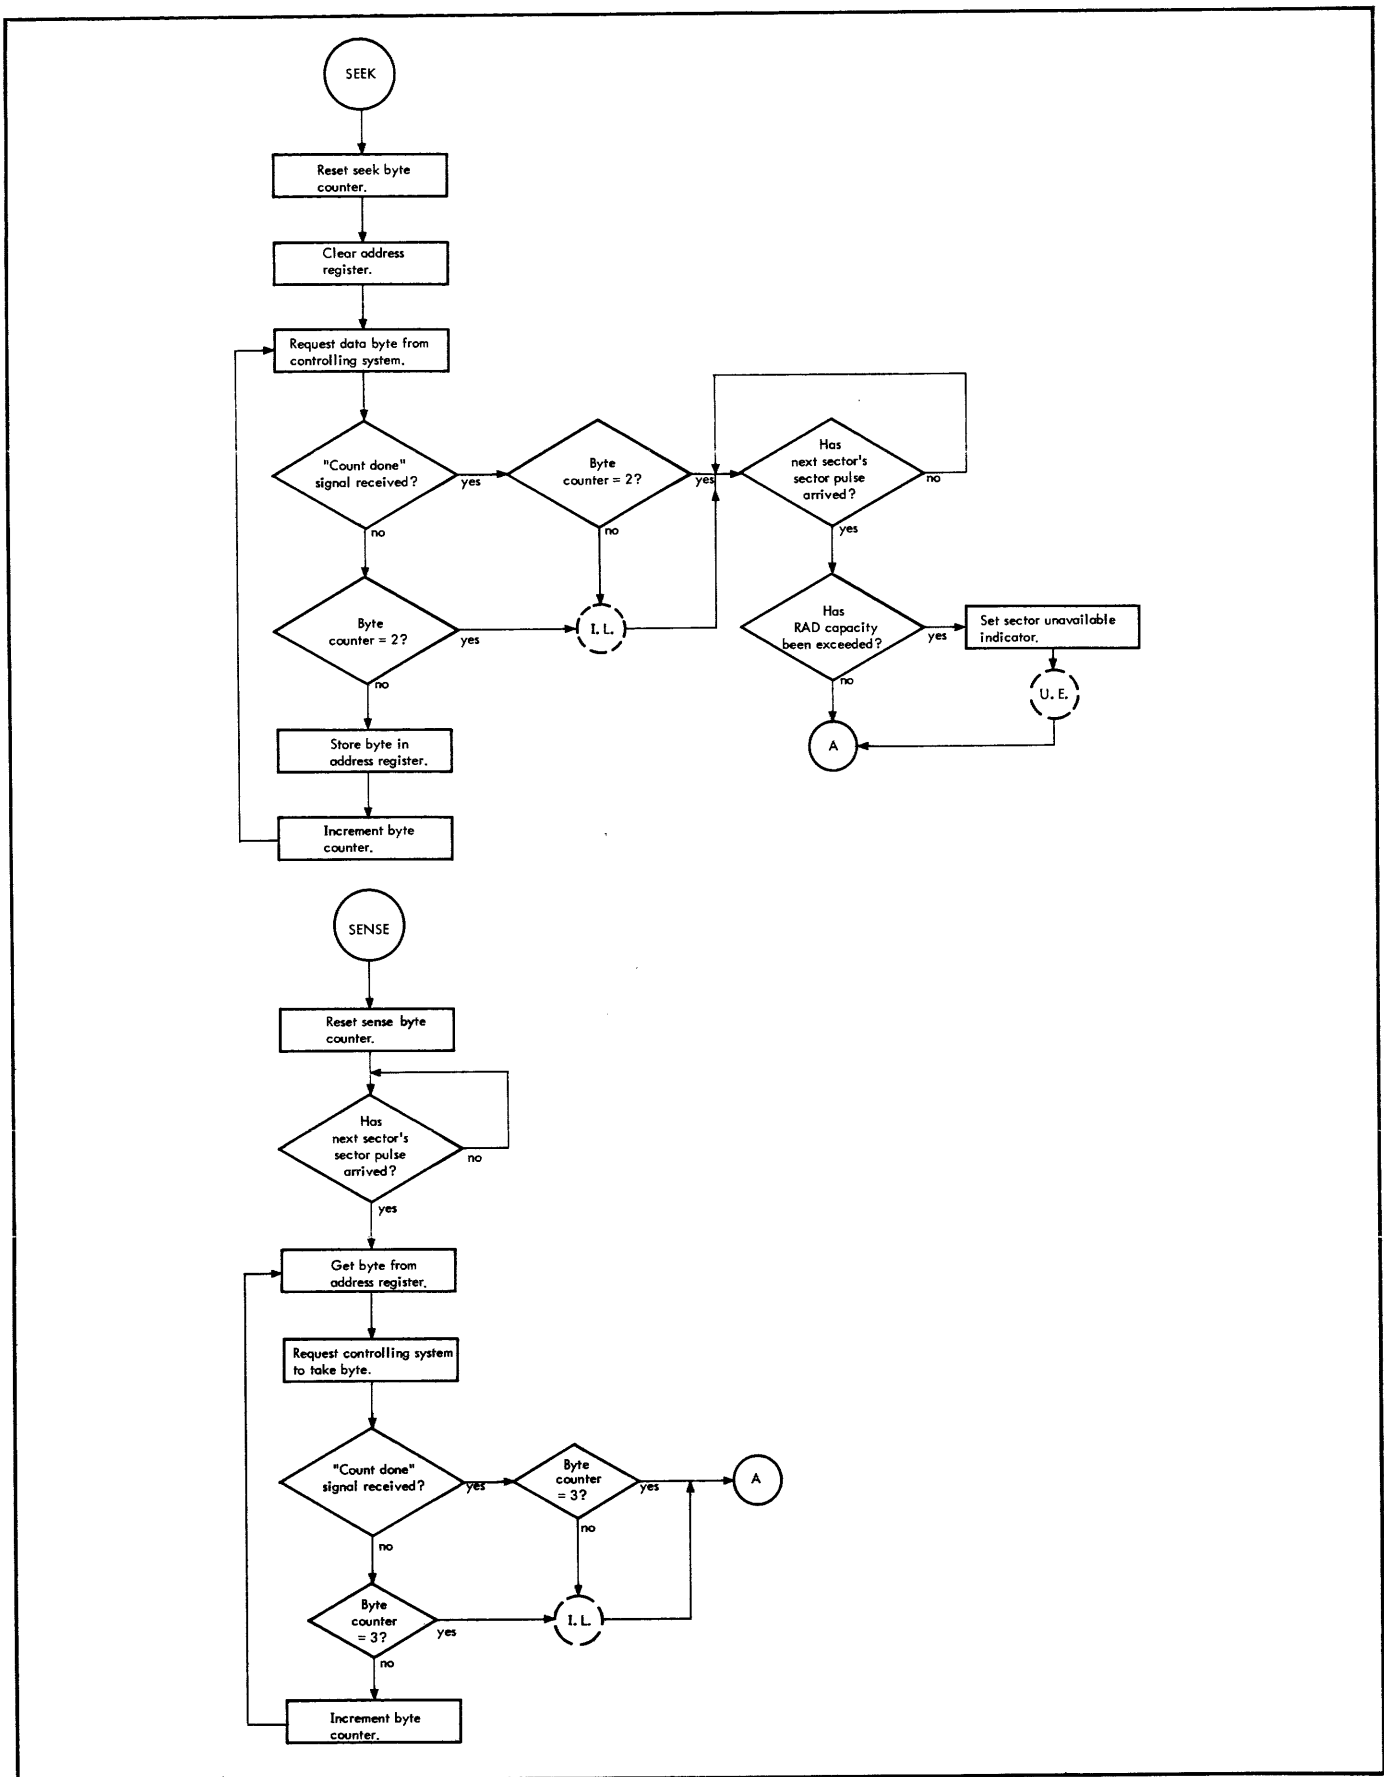 SEEK
Reset seek byte
counter.
Clear address
register.
Request data byte from
controlling system.
"Count done"
signal received?
yes
no
Byte
counter = 2?
yes
no
Has
next sector's
sector pulse
arrived?
no
yes
Byte
counter = 2?
yes
no
I. L.
Has
RAD capacity
been exceeded?
yes
no
Set sector unavailable
indicator.
U. E.
A
Store byte in
address register.
Increment byte
counter.
SENSE
Reset sense byte
counter.
Has
next sector's
sector pulse
arrived?
no
yes
Get byte from
address register.
Request controlling system
to take byte.
"Count done"
signal received?
yes
no
Byte
counter
= 3?
yes
no
A
Byte
counter
= 3?
yes
no
I. L.
Increment byte
counter.